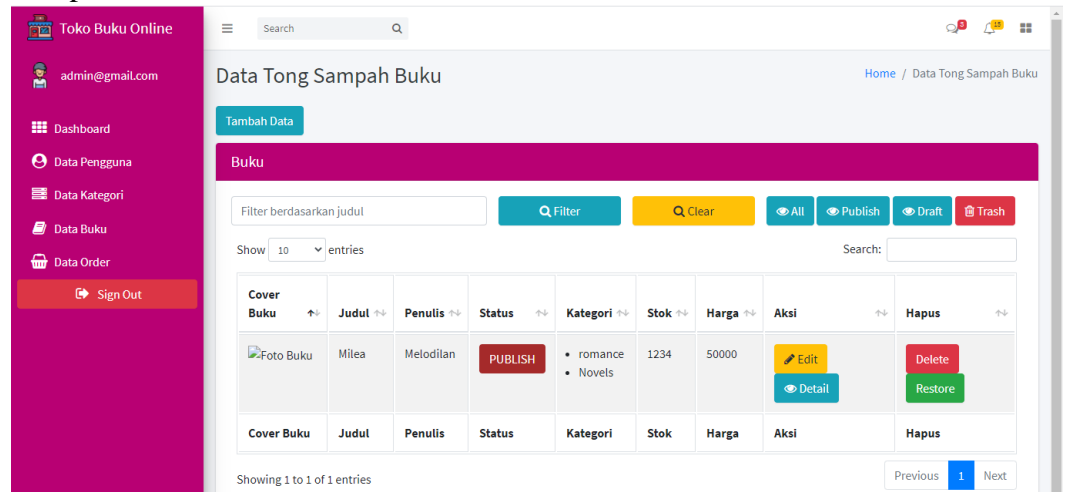 Toko Buku Online
Search
3
15
admin@gmail.com
Data Tong Sampah Buku
Home / Data Tong Sampah Buku
Tambah Data
Dashboard
Data Pengguna
Data Kategori
Data Buku
Data Order
Sign Out
Buku
Filter berdasarkan judul
Filter
Clear
All
Publish
Draft
Trash
Show 10 entries
Search:
Cover Buku Judul Penulis Status Kategori Stok Harga Aksi Hapus
Foto Buku Milea Melodilan PUBLISH • romance 1234 50000 Edit Delete
• Novels Detail Restore
Cover Buku Judul Penulis Status Kategori Stok Harga Aksi Hapus
Showing 1 to 1 of 1 entries
Previous 1 Next